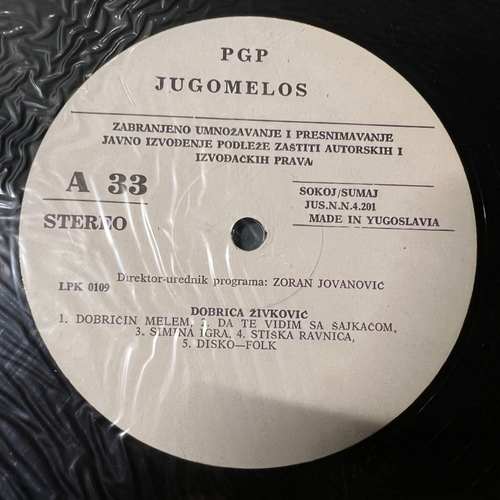 PGP
JUGOMELOS
ZABRANJENO UMNOŽAVANJE I PRESNIMAVANJE
JAVNO IZVOĐENJE PODLEŽE ZAŠTITI AUTORSKIH I
IZVOĐAČKIH PRAVA
A 33
STEREO
SOKOJ/SUMAJ
JUS.N.N.4.201
MADE IN YUGOSLAVIA
Direktor-urednik programa: ZORAN JOVANOVIĆ
LPK 0109
DOBRICA ŽIVKOVIĆ
1. DOBRIČIN MELEM, 2. DA TE VIDIM SA ŠAJKAČOM,
3. SIMINA IGRA, 4. STIŠKA RAVNICA,
5. DISKO—FOLK